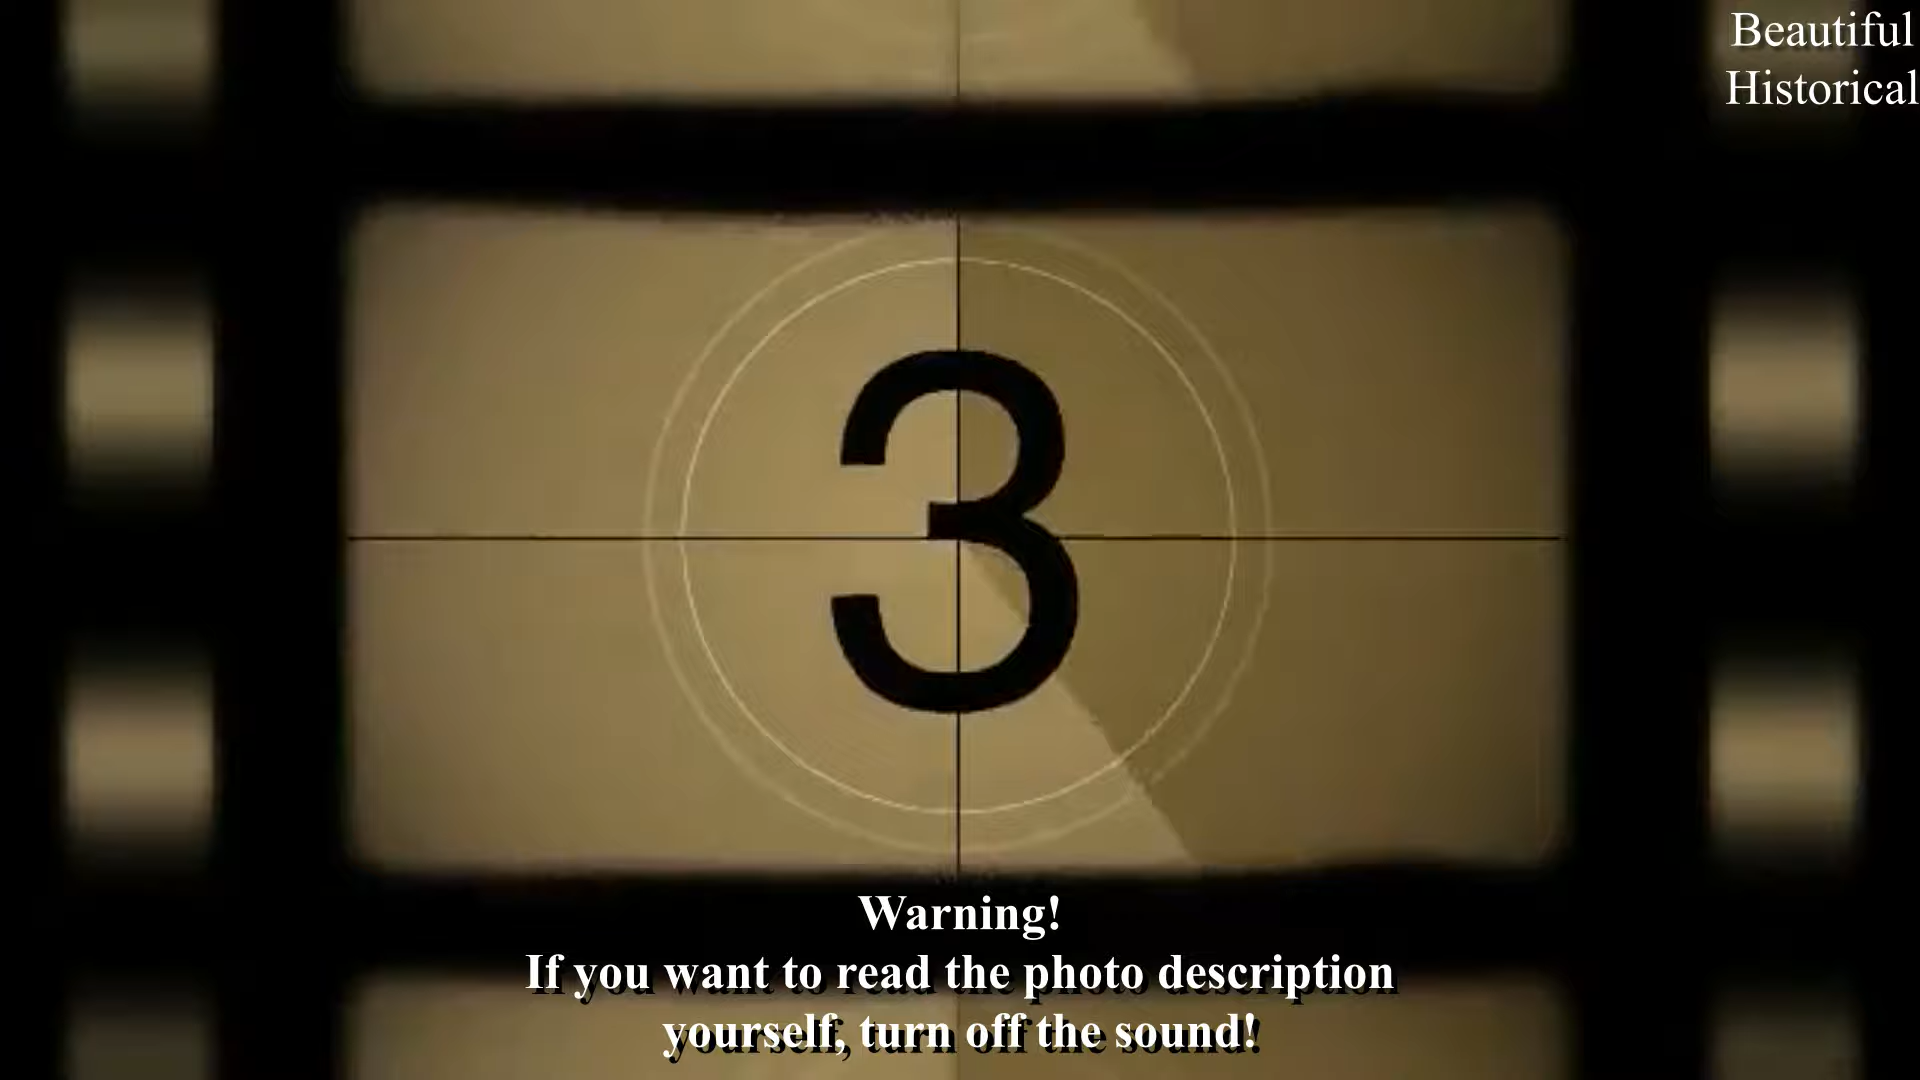 Beautiful
Historical
3
Warning!
If you want to read the photo description
yourself, turn off the sound!